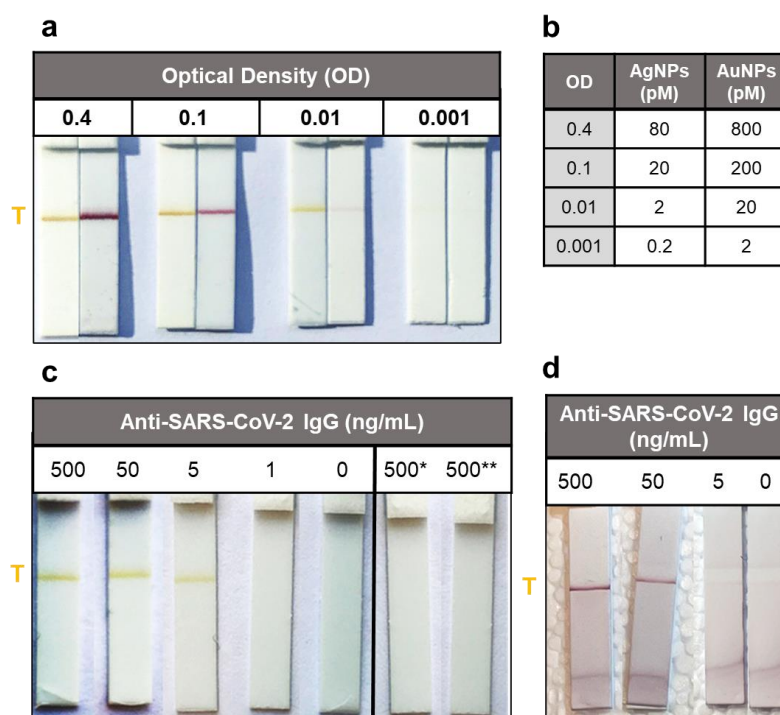 a
Optical Density (OD)
0.4 0.1 0.01 0.001
T
b
OD AgNPs (pM) AuNPs (pM)
0.4 80 800
0.1 20 200
0.01 2 20
0.001 0.2 2
c
Anti-SARS-CoV-2 IgG (ng/mL)
500 50 5 1 0 500* 500**
T
d
Anti-SARS-CoV-2 IgG
(ng/mL)
500 50 5 0
T